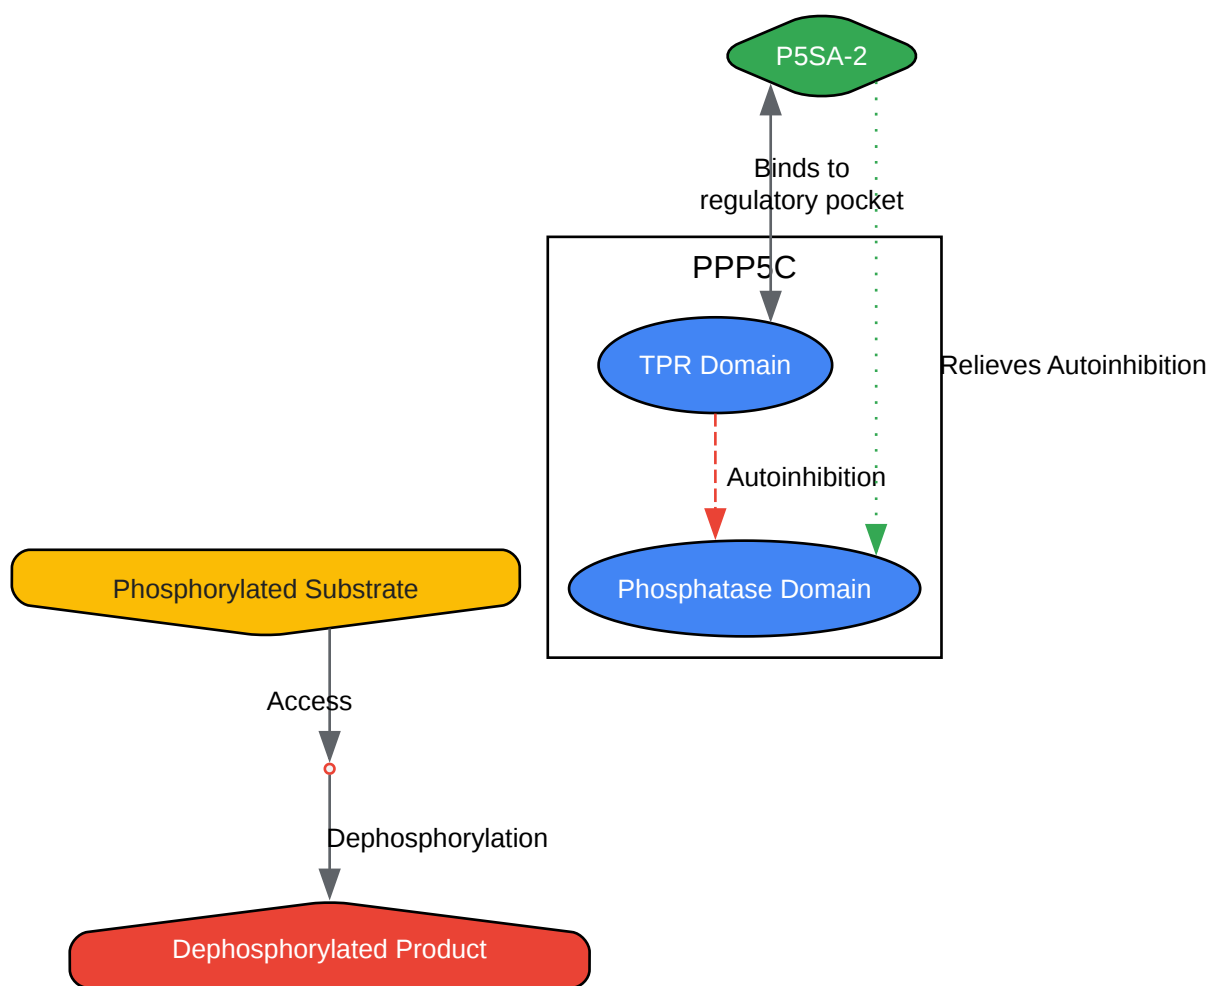 P5SA-2
Binds to
regulatory pocket
PPP5C
TPR Domain
Relieves Autoinhibition
Autoinhibition
Phosphorylated Substrate
Phosphatase Domain
Access
Dephosphorylation
Dephosphorylated Product